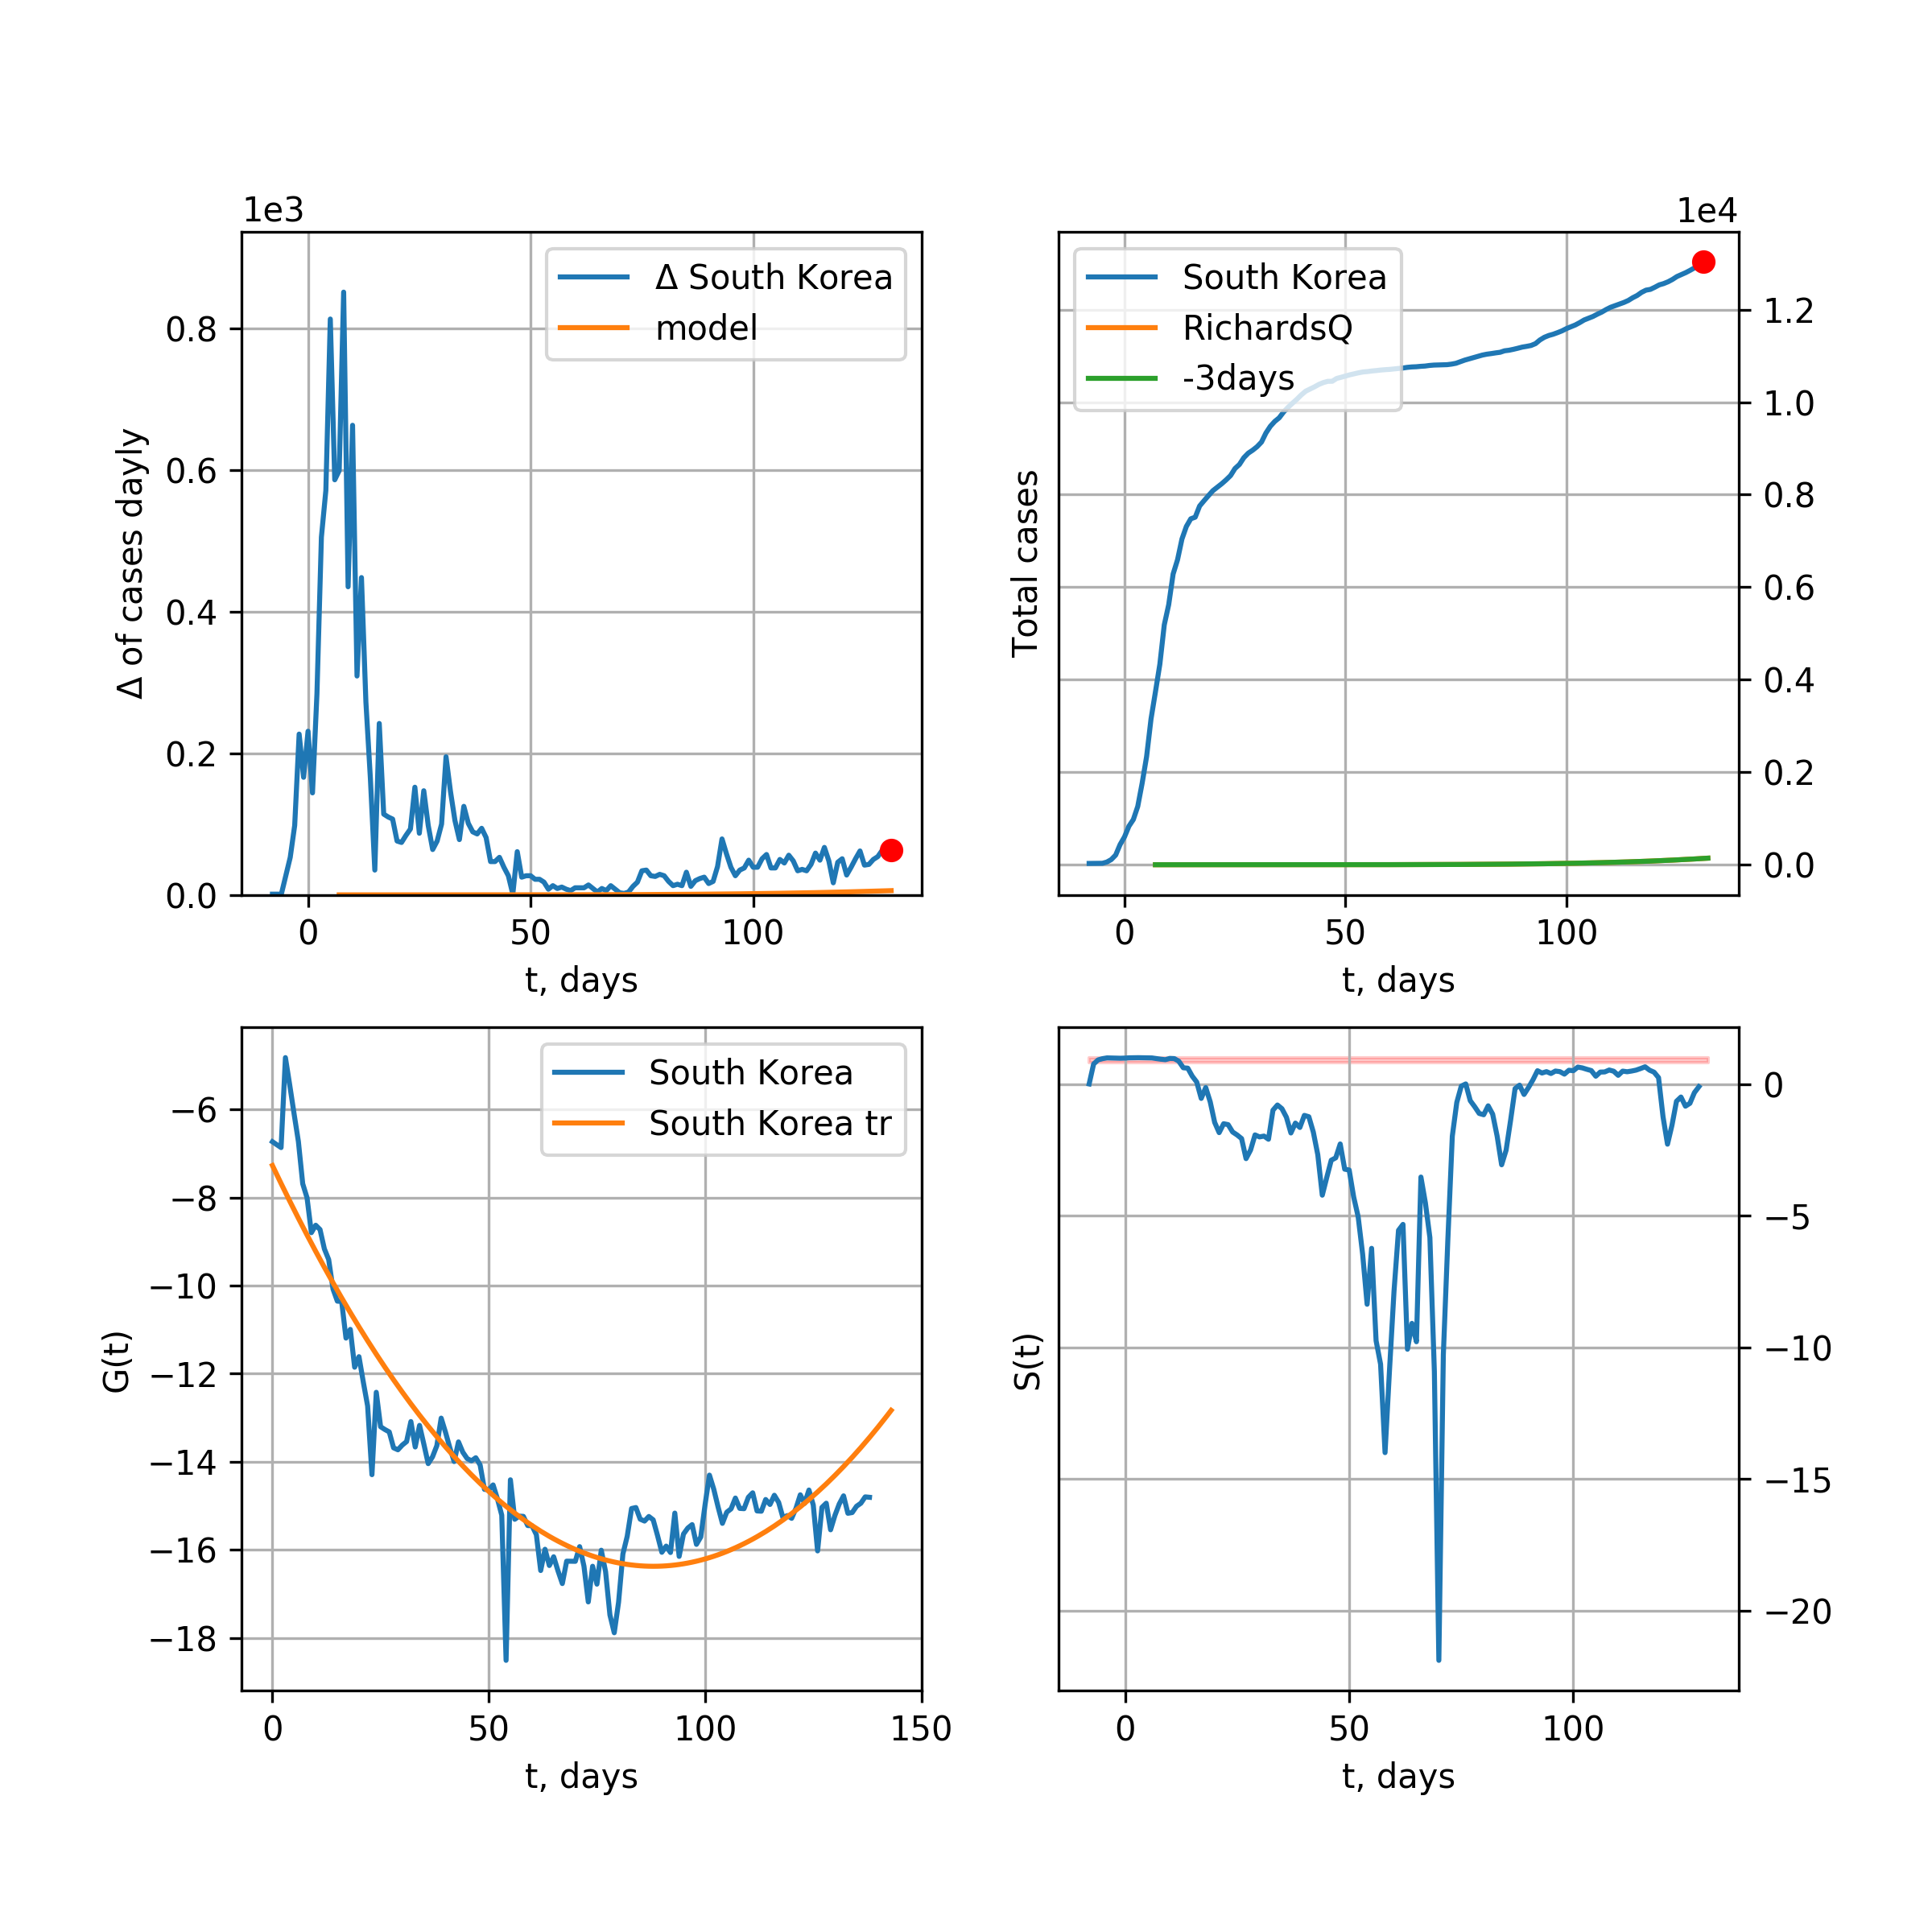 1e3
Δ South Korea
model
0.8
0.6
0.4
0.2
0.0
Δ of cases dayly
0
50
100
t, days
1e4
South Korea
RichardsQ
-3days
1.2
1.0
0.8
0.6
0.4
0.2
0.0
Total cases
0
50
100
t, days
South Korea
South Korea tr
−6
−8
−10
−12
−14
−16
−18
G(t)
0
50
100
150
t, days
0
−5
−10
−15
−20
S(t)
0
50
100
t, days